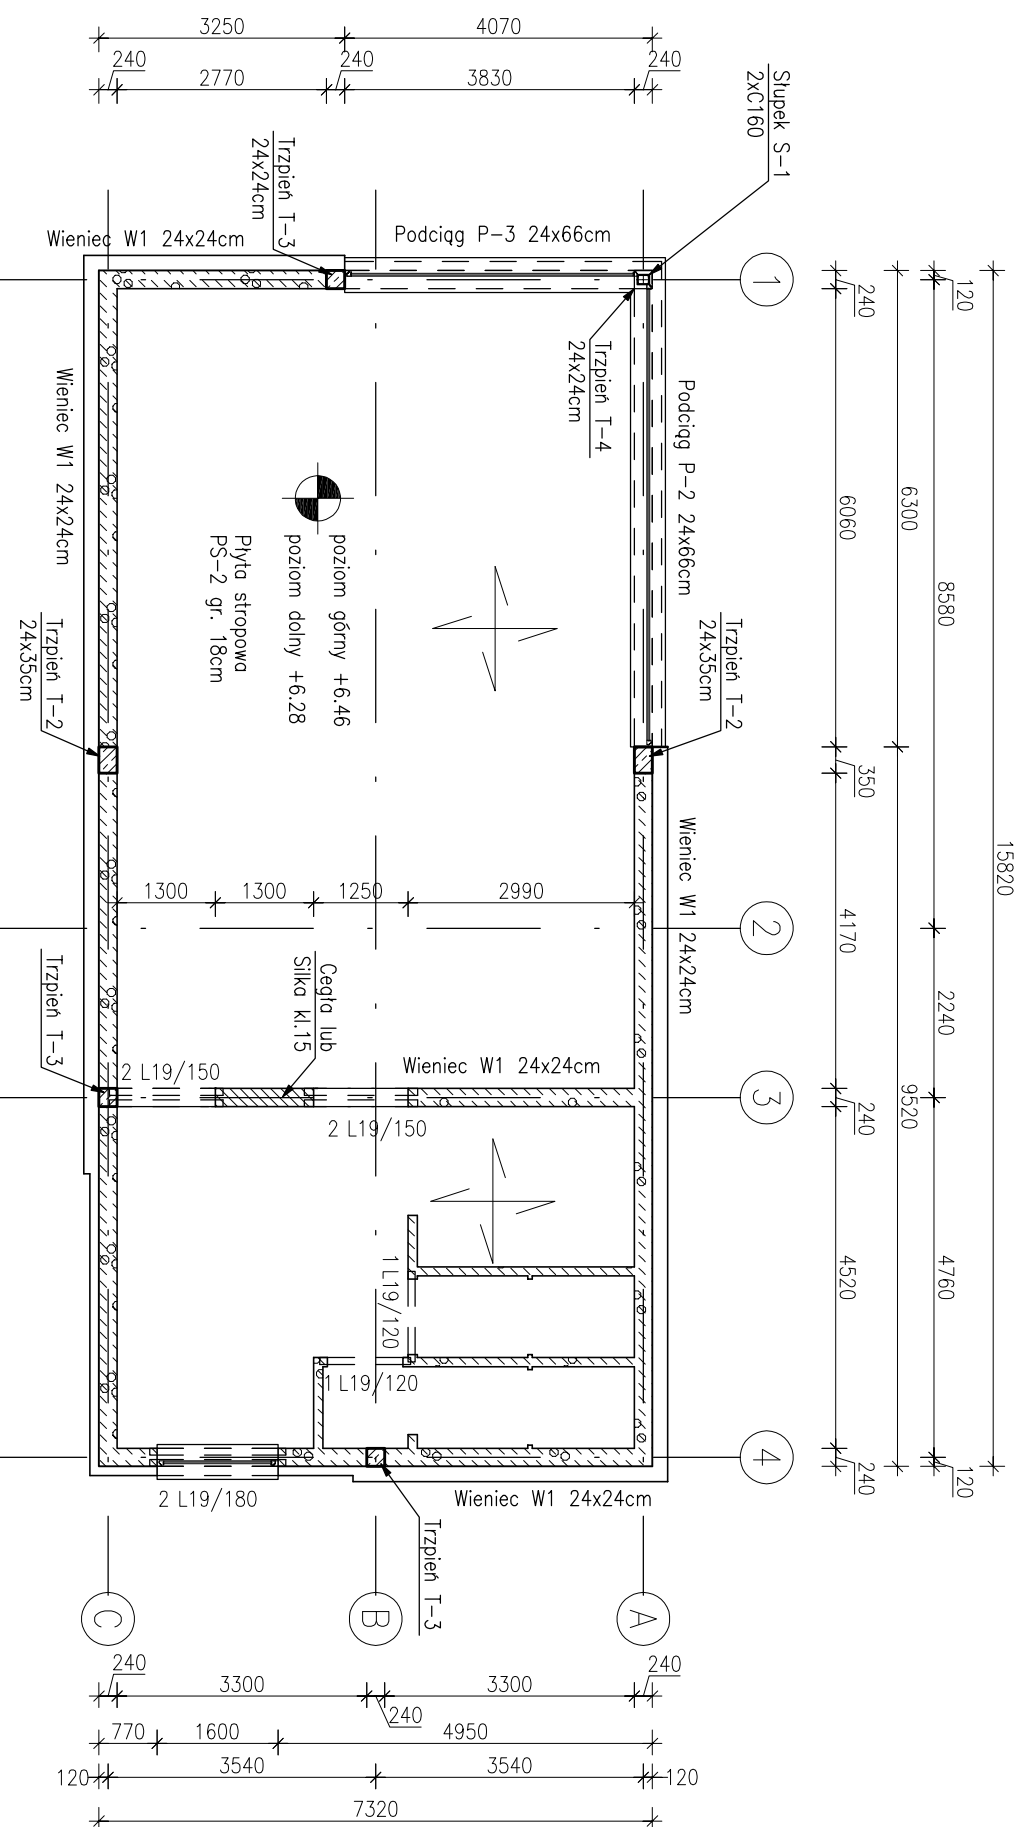 3250
4070
240
2770
240
3830
240
Słupek S-1
2xC160
Trzpień T-3
24x24cm
Wieniec W1 24x24cm
Podciąg P-3 24x66cm
1
120
240
Trzpień T-4
24x24cm
Podciąg P-2 24x66cm
Wieniec W1 24x24cm
6300
6060
8580
15820
poziom górny +6.46
poziom dolny +6.28
Płyta stropowa
PS-2 gr. 18cm
Trzpień T-2
24x35cm
Trzpień T-2
24x35cm
350
Wieniec W1 24x24cm
1300
1300
1250
2990
2
4170
2240
Trzpień T-3
Cegła lub
Silka kl.15
2 L19/150
Wieniec W1 24x24cm
2 L19/150
3
240
9520
1 L19/120
1 L19/120
4520
4760
4
240
120
2 L19/180
Wieniec W1 24x24cm
Trzpień T-3
C
B
A
240
3300
240
3300
240
770
1600
4950
120
3540
3540
120
7320